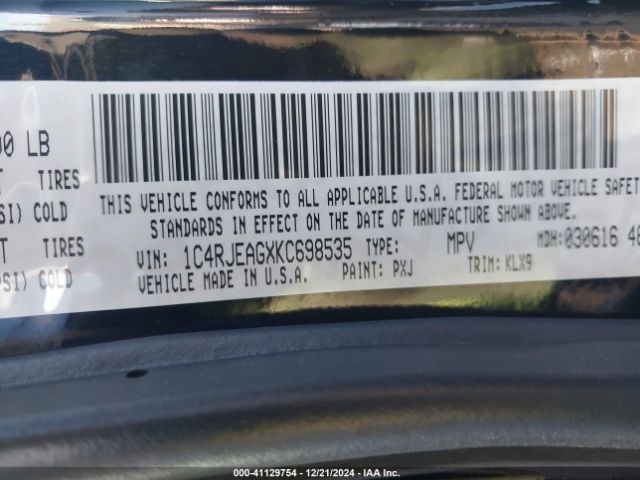 00 LB
THIS VEHICLE CONFORMS TO ALL APPLICABLE U.S.A. FEDERAL MOTOR VEHICLE SAFET
TIRES
SI) COLD
STANDARDS IN EFFECT ON THE DATE OF MANUFACTURE SHOWN ABOVE.
T TIRES
VIN: 1C4RJEAGXKC698535 TYPE: MPV MDH:030616 48
PSI) COLD
VEHICLE MADE IN U.S.A. PAINT: PXJ TRIM: KLX9
000-41129754 - 12/21/2024 - IAA Inc.